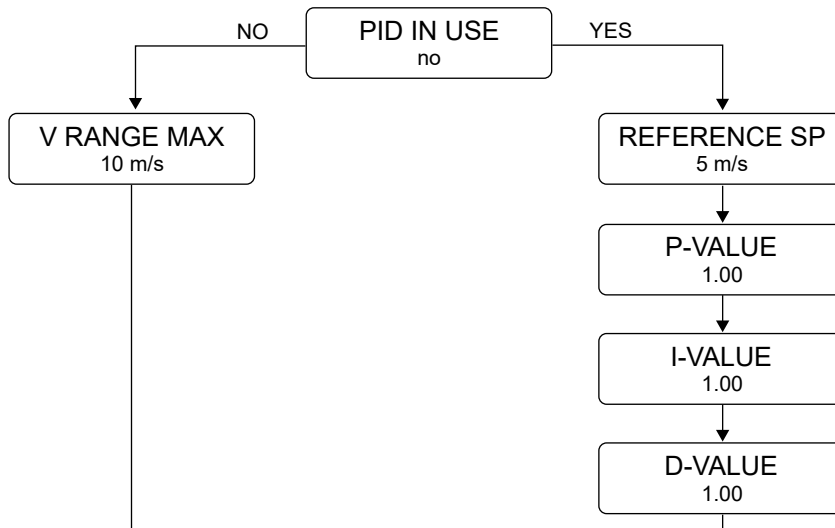 PID IN USE
no
NO
YES
V RANGE MAX
10 m/s
REFERENCE SP
5 m/s
P-VALUE
1.00
I-VALUE
1.00
D-VALUE
1.00